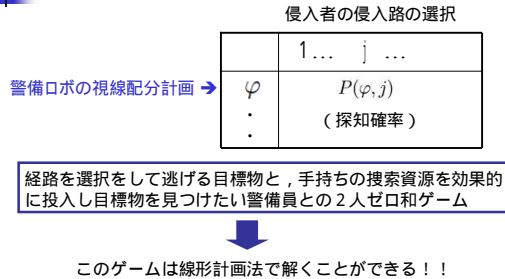 侵入者の侵入路の選択
1... j ...
警備ロボの視線配分計画 → φ P(φ, j)
・ (探知確率)
・
経路を選択をして逃げる目標物と,手持ちの捜索資源を効果的
に投入し目標物を見つけたい警備員との2人ゼロ和ゲーム
このゲームは線形計画法で解くことができる!!